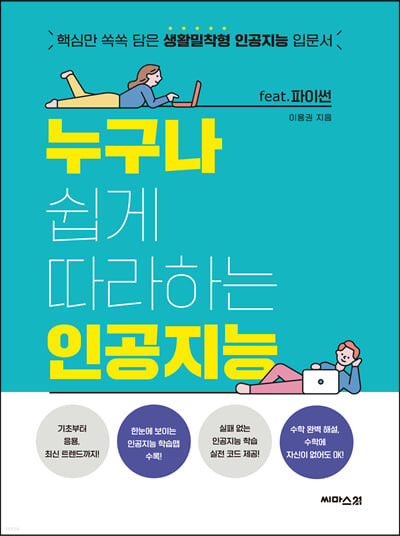 핵심만 쏙쏙 담은 생활밀착형 인공지능 입문서
feat.파이썬
이용권 지음
누구나
쉽게
따라하는
인공지능
기초부터
응용,
최신 트렌드까지!
한눈에 보이는
인공지능 학습맵
수록!
실패 없는
인공지능 학습
실전 코드 제공!
수학 완벽 해설,
수학에
자신이 없어도 OK!
씨마스21